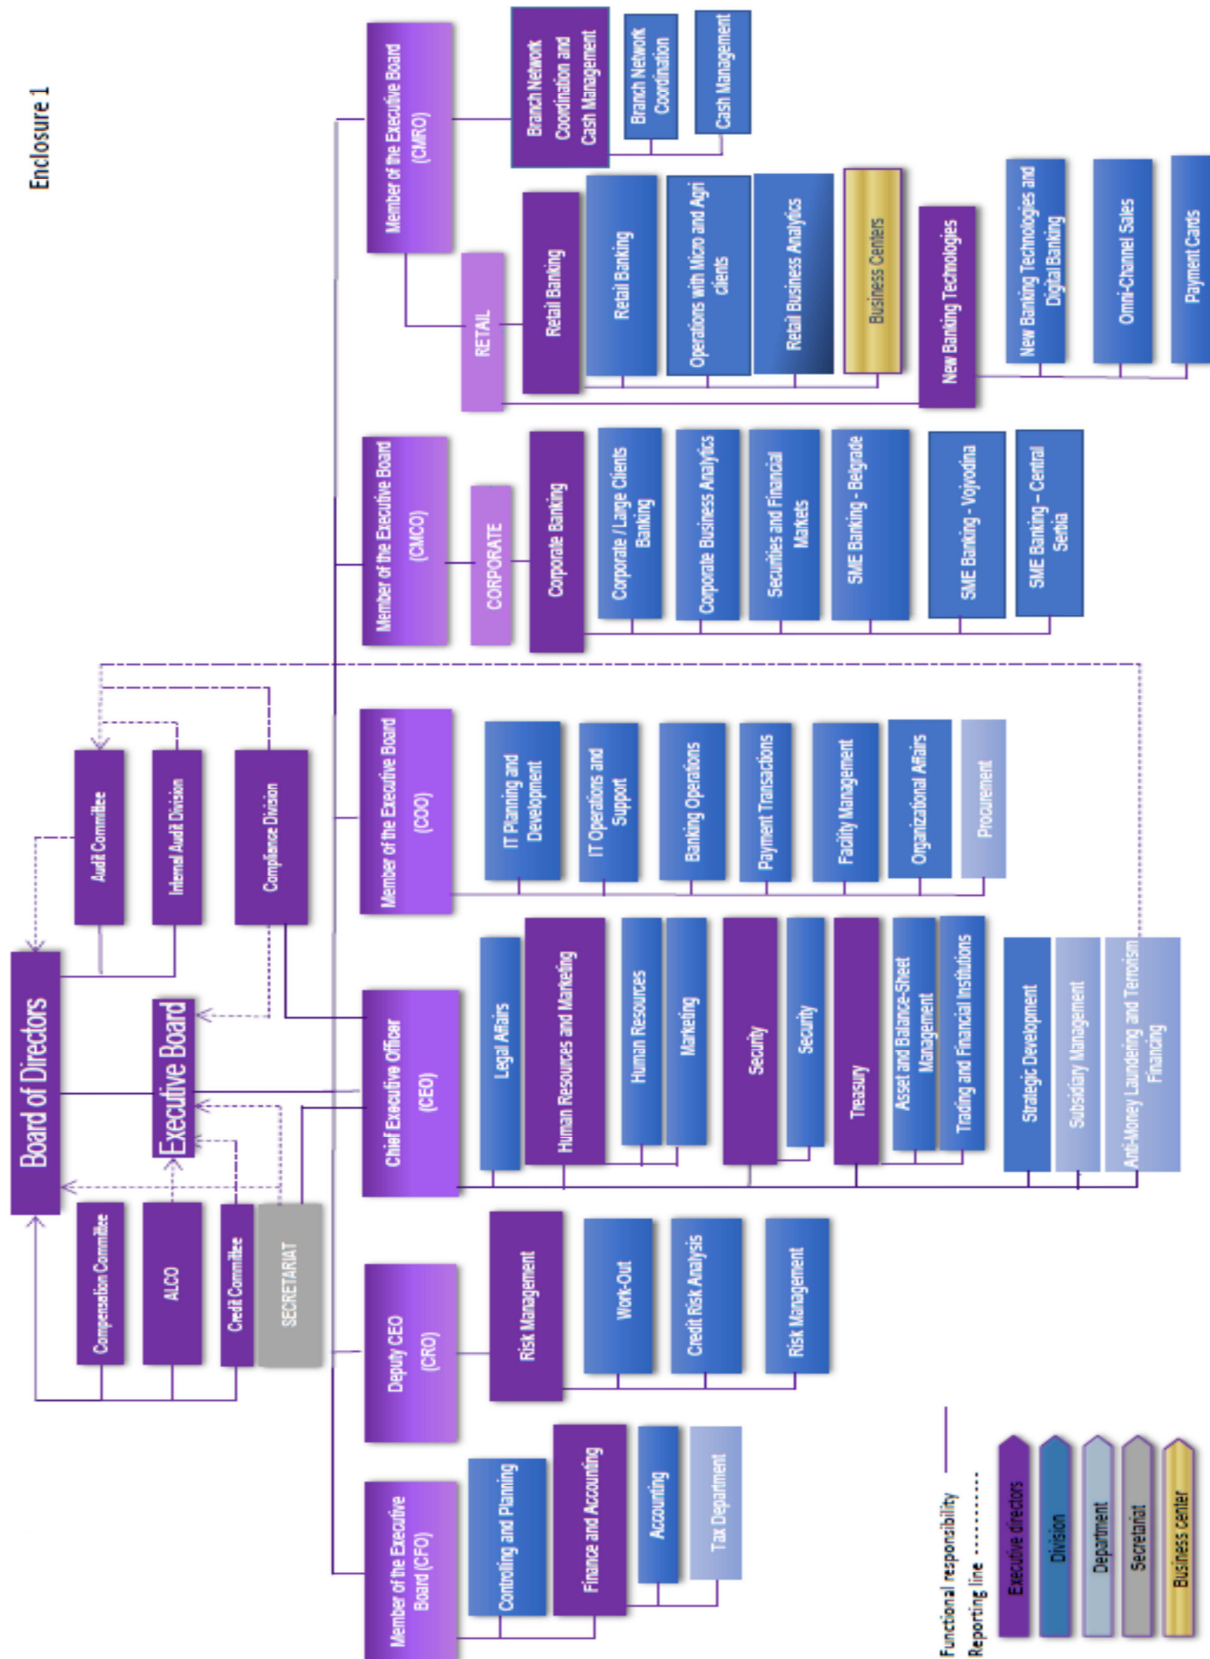 Enclosure 1
Board of Directors
Compensation Committee
ALCO
Credit Committee
SECRETARIAT
Executive Board
Audit Committee
Internal Audit Division
Compliance Division
Member of the Executive
Board (CFO)
Controlling and Planning
Finance and Accounting
Accounting
Tax Department
Deputy CEO
(CRO)
Risk Management
Work-Out
Credit Risk Analysis
Risk Management
Chief Executive Officer
(CEO)
Legal Affairs
Human Resources and Marketing
Human Resources
Marketing
Security
Security
Treasury
Asset and Balance-Sheet
Management
Trading and Financial Institutions
Strategic Development
Subsidiary Management
Anti-Money Laundering and Terrorism
Financing
Member of the Executive Board
(COO)
IT Planning and
Development
IT Operations and
Support
Banking Operations
Payment Transactions
Facility Management
Organizational Affairs
Procurement
Member of the Executive Board
(CMCO)
CORPORATE
Corporate Banking
Corporate / Large Clients
Banking
Corporate Business Analytics
Securities and Financial
Markets
SME Banking - Belgrade
SME Banking - Vojvodina
SME Banking – Central
Serbia
Member of the Executive Board
(CMRO)
RETAIL
Retail Banking
Retail Banking
Operations with Micro and Agri
clients
Retail Business Analytics
Business Centers
New Banking Technologies
New Banking Technologies and
Digital Banking
Omni-Channel Sales
Payment Cards
Branch Network
Coordination and
Cash Management
Branch Network
Coordination
Cash Management
Functional responsibility
Reporting line
Executive directors
Division
Department
Secretariat
Business center